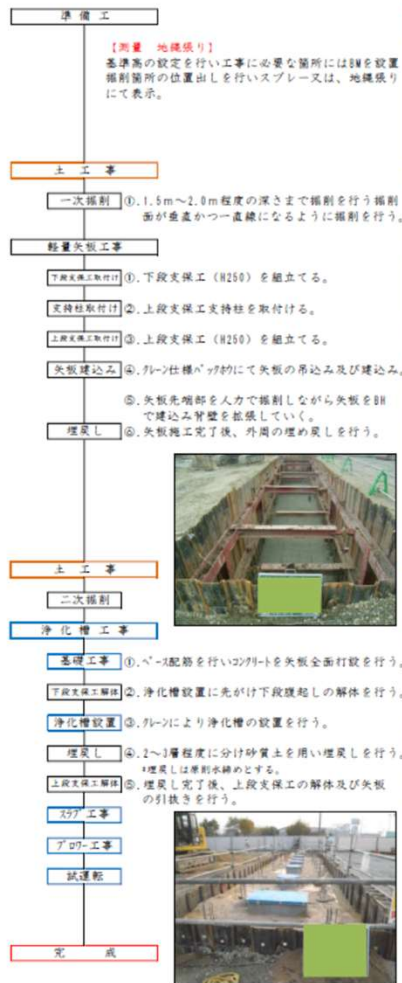 準備工
【測量 地縄張り】
基準高の設定を行い工事に必要な箇所にはBMを設置
掘削箇所の位置出しを行いスプレー又は、地縄張り
にて表示。
土工事
一次掘削 ①.1.5m～2.0m程度の深さまで掘削を行う掘削
面が垂直かつ一直線になるように掘削を行う。
軽量矢板工事
下段支保工取付け ①.下段支保工（H250）を組立てる。
支持柱取付け ②.上段支保工支持柱を取付ける。
上段支保工取付け ③.上段支保工（H250）を組立てる。
矢板建込み ④.クレーン仕様バックホウにて矢板の吊込み及び建込み。
⑤.矢板先端部を人力で掘削しながら矢板をBH
で建込み背壁を拡張していく。
埋戻し ⑥.矢板施工完了後、外周の埋め戻しを行う。
土工事
二次掘削
浄化槽工事
基礎工事 ①.ベース配筋を行いコンクリートを矢板全面打設を行う。
下段支保工解体 ②.浄化槽設置に先がけ下段腹起しの解体を行う。
浄化槽設置 ③.クレーンにより浄化槽の設置を行う。
埋戻し ④.2～3層程度に分け砂質土を用い埋戻しを行う。
*埋戻しは原則水締めとする。
上段支保工解体 ⑤.埋戻し完了後、上段支保工の解体及び矢板
の引抜きを行う。
スラブ工事
ブロワー工事
試運転
完成